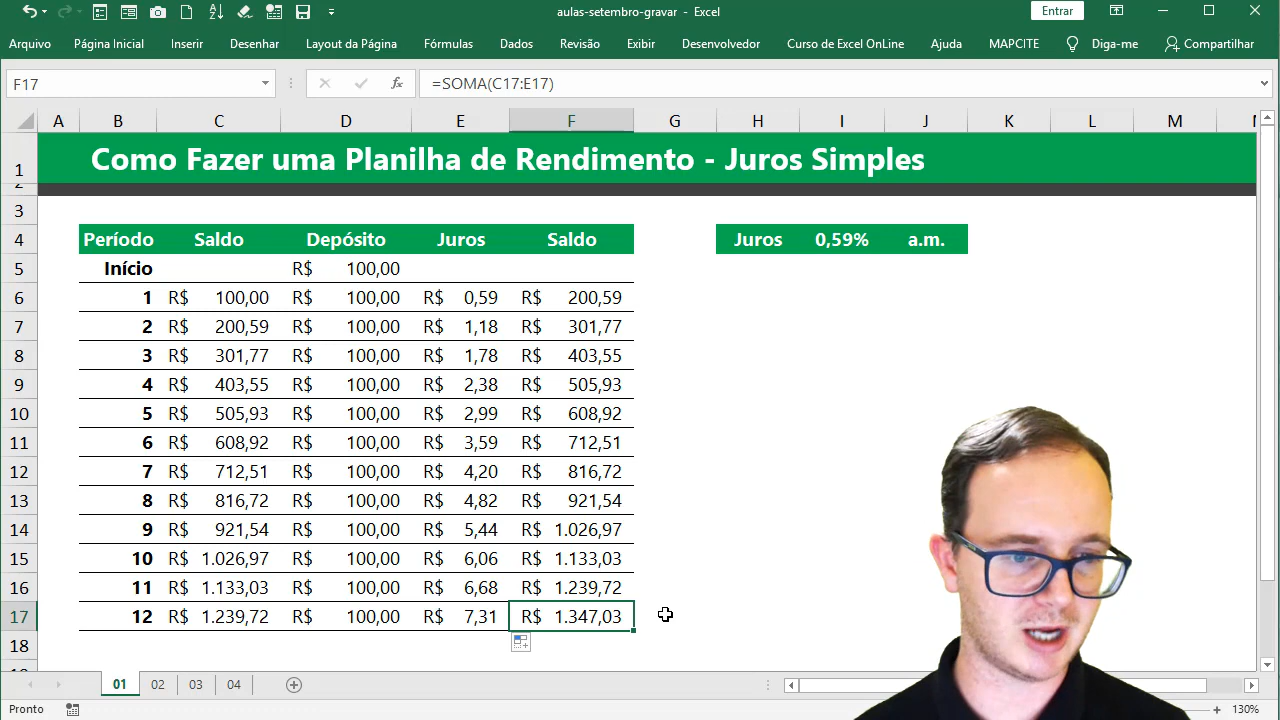 aulas-setembro-gravar - Excel
Entrar
Arquivo Página Inicial Inserir Desenhar Layout da Página Fórmulas Dados Revisão Exibir Desenvolvedor Curso de Excel OnLine Ajuda MAPCITE Diga-me Compartilhar
F17 fx =SOMA(C17:E17)
A B C D E F G H I J K L M
1 Como Fazer uma Planilha de Rendimento - Juros Simples
2
3
4 Período Saldo Depósito Juros Saldo Juros 0,59% a.m.
5 Início R$ 100,00
6 1 R$ 100,00 R$ 100,00 R$ 0,59 R$ 200,59
7 2 R$ 200,59 R$ 100,00 R$ 1,18 R$ 301,77
8 3 R$ 301,77 R$ 100,00 R$ 1,78 R$ 403,55
9 4 R$ 403,55 R$ 100,00 R$ 2,38 R$ 505,93
10 5 R$ 505,93 R$ 100,00 R$ 2,99 R$ 608,92
11 6 R$ 608,92 R$ 100,00 R$ 3,59 R$ 712,51
12 7 R$ 712,51 R$ 100,00 R$ 4,20 R$ 816,72
13 8 R$ 816,72 R$ 100,00 R$ 4,82 R$ 921,54
14 9 R$ 921,54 R$ 100,00 R$ 5,44 R$ 1.026,97
15 10 R$ 1.026,97 R$ 100,00 R$ 6,06 R$ 1.133,03
16 11 R$ 1.133,03 R$ 100,00 R$ 6,68 R$ 1.239,72
17 12 R$ 1.239,72 R$ 100,00 R$ 7,31 R$ 1.347,03
18
01 02 03 04
Pronto 130%